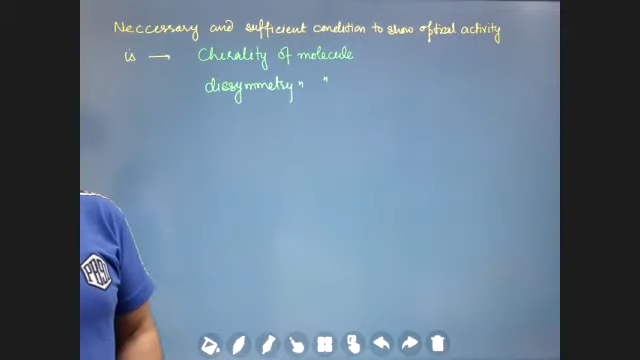 Neccessary and sufficient condition to show optical activity
is → Chirality of molecule
dissymmetry " "